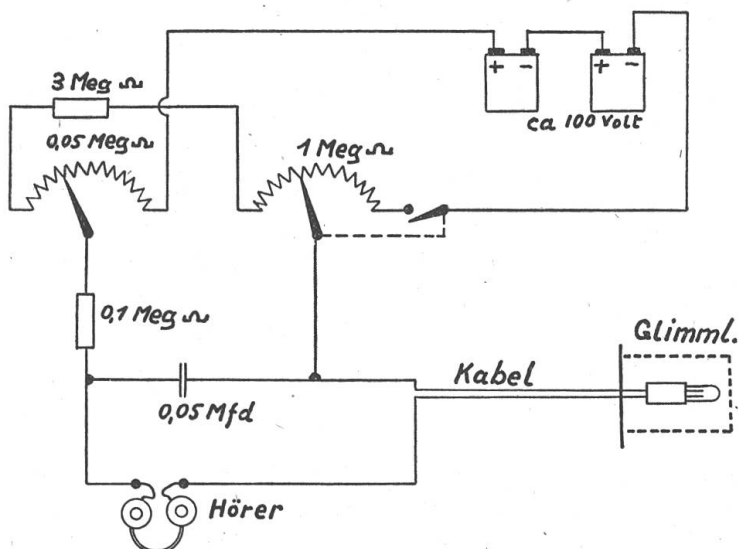 + - + -
ca 100 Volt
3 Meg Ω
0,05 Meg Ω
1 Meg Ω
0,1 Meg Ω
0,05 Mfd
Kabel
Glimml.
Hörer